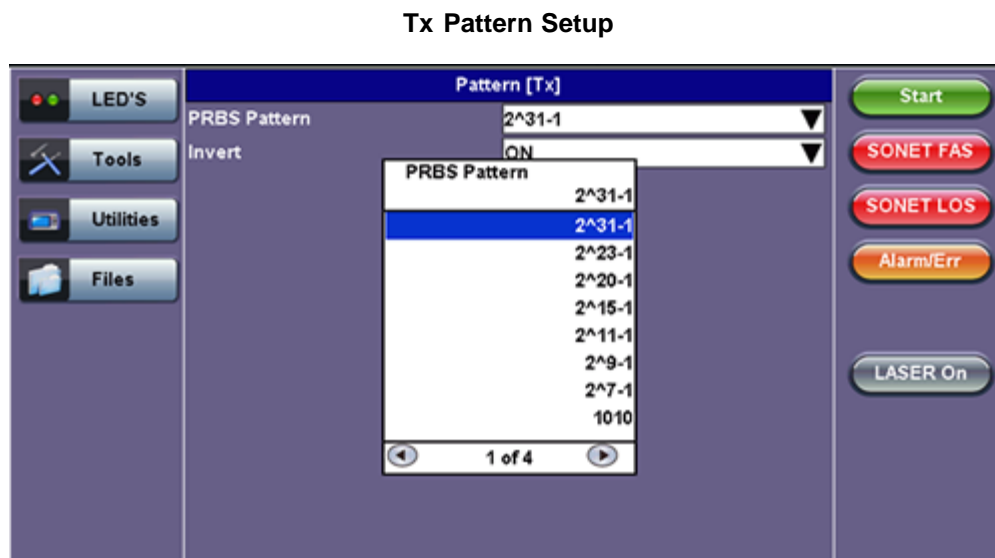 Tx Pattern Setup
LED'S
Tools
Utilities
Files
Pattern [Tx]
PRBS Pattern 2^31-1
Invert ON
PRBS Pattern
2^31-1
2^31-1
2^23-1
2^20-1
2^15-1
2^11-1
2^9-1
2^7-1
1010
1 of 4
Start
SONET FAS
SONET LOS
Alarm/Err
LASER On